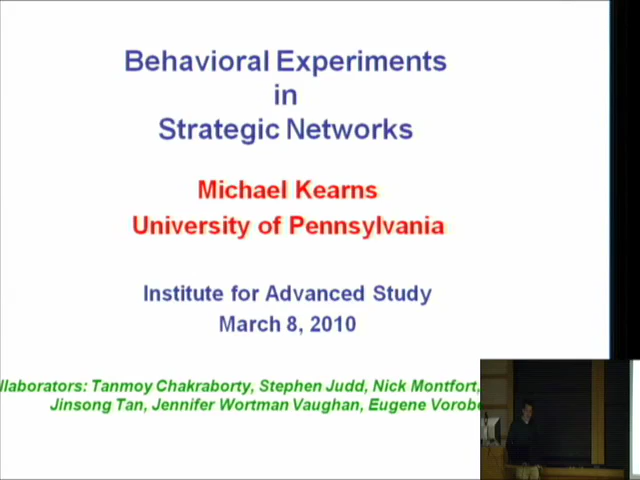 Behavioral Experiments
in
Strategic Networks
Michael Kearns
University of Pennsylvania
Institute for Advanced Study
March 8, 2010
Tanmoy Chakraborty, Stephen Judd, Nick Montfort,
Jinsong Tan, Jennifer Wortman Vaughan, Eugene